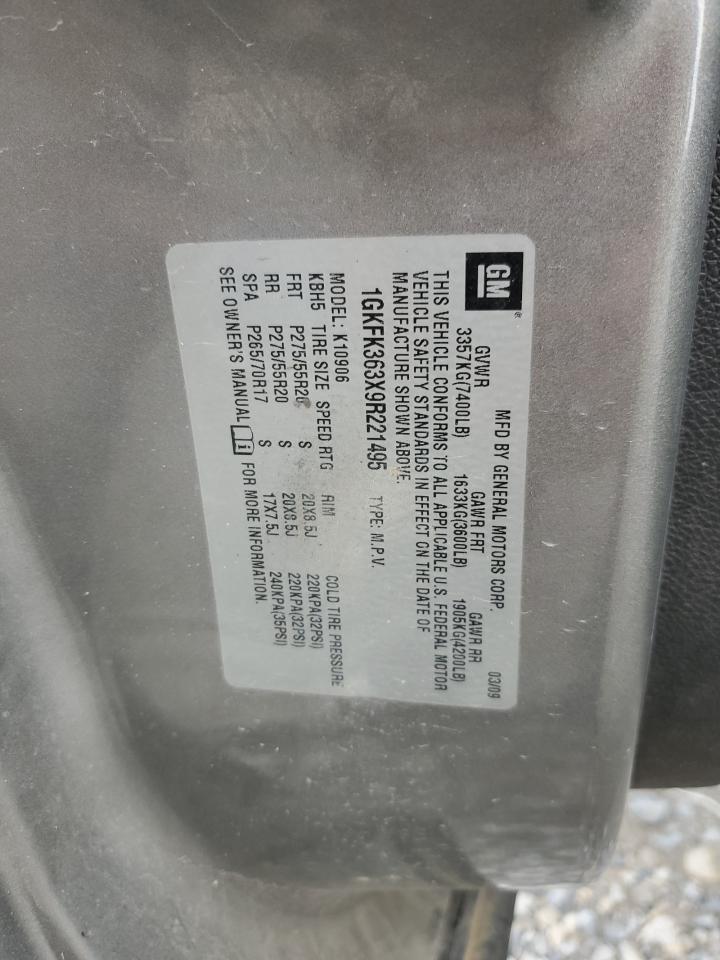 GM®
MFD BY GENERAL MOTORS CORP. 03/09
GVWR GAWR FRT GAWR RR
3357KG(7400LB) 1633KG(3600LB) 1905KG(4200LB)
THIS VEHICLE CONFORMS TO ALL APPLICABLE U.S. FEDERAL MOTOR
VEHICLE SAFETY STANDARDS IN EFFECT ON THE DATE OF
MANUFACTURE SHOWN ABOVE.
1GKFK363X9R221495 TYPE: M.P.V.
MODEL: K10906
KBH5 TIRE SIZE SPEED RTG RIM COLD TIRE PRESSURE
FRT P275/55R20 S 20X8.5J 220KPA(32PSI)
RR P275/55R20 S 20X8.5J 220KPA(32PSI)
SPA P265/70R17 S 17X7.5J 240KPA(35PSI)
SEE OWNER'S MANUAL i FOR MORE INFORMATION.